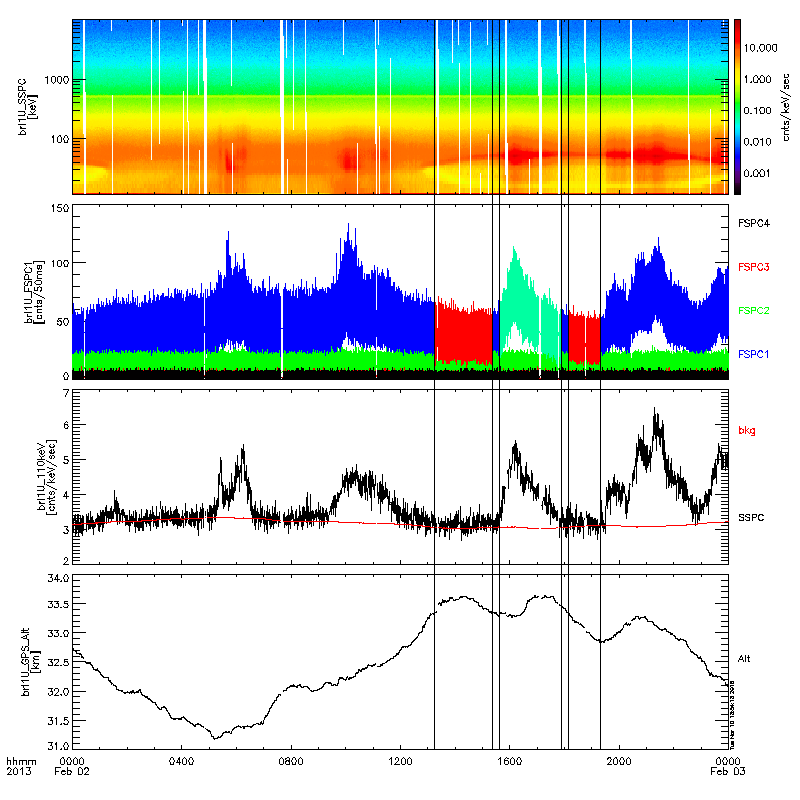 brl1U_SSPC
[keV]
1000
100
10.000
1.000
0.100
0.010
0.001
cnts/keV/sec
brl1U_FSPC1
[cnts/50ms]
150
100
50
0
FSPC4
FSPC3
FSPC2
FSPC1
brl1U_110keV
[cnts/keV/sec]
7
6
5
4
3
2
bkg
SSPC
brl1U_GPS_Alt
[km]
34.0
33.5
33.0
32.5
32.0
31.5
31.0
Alt
hhmm 0000 0400 0800 1200 1600 2000 0000
2013 Feb 02 Feb 03